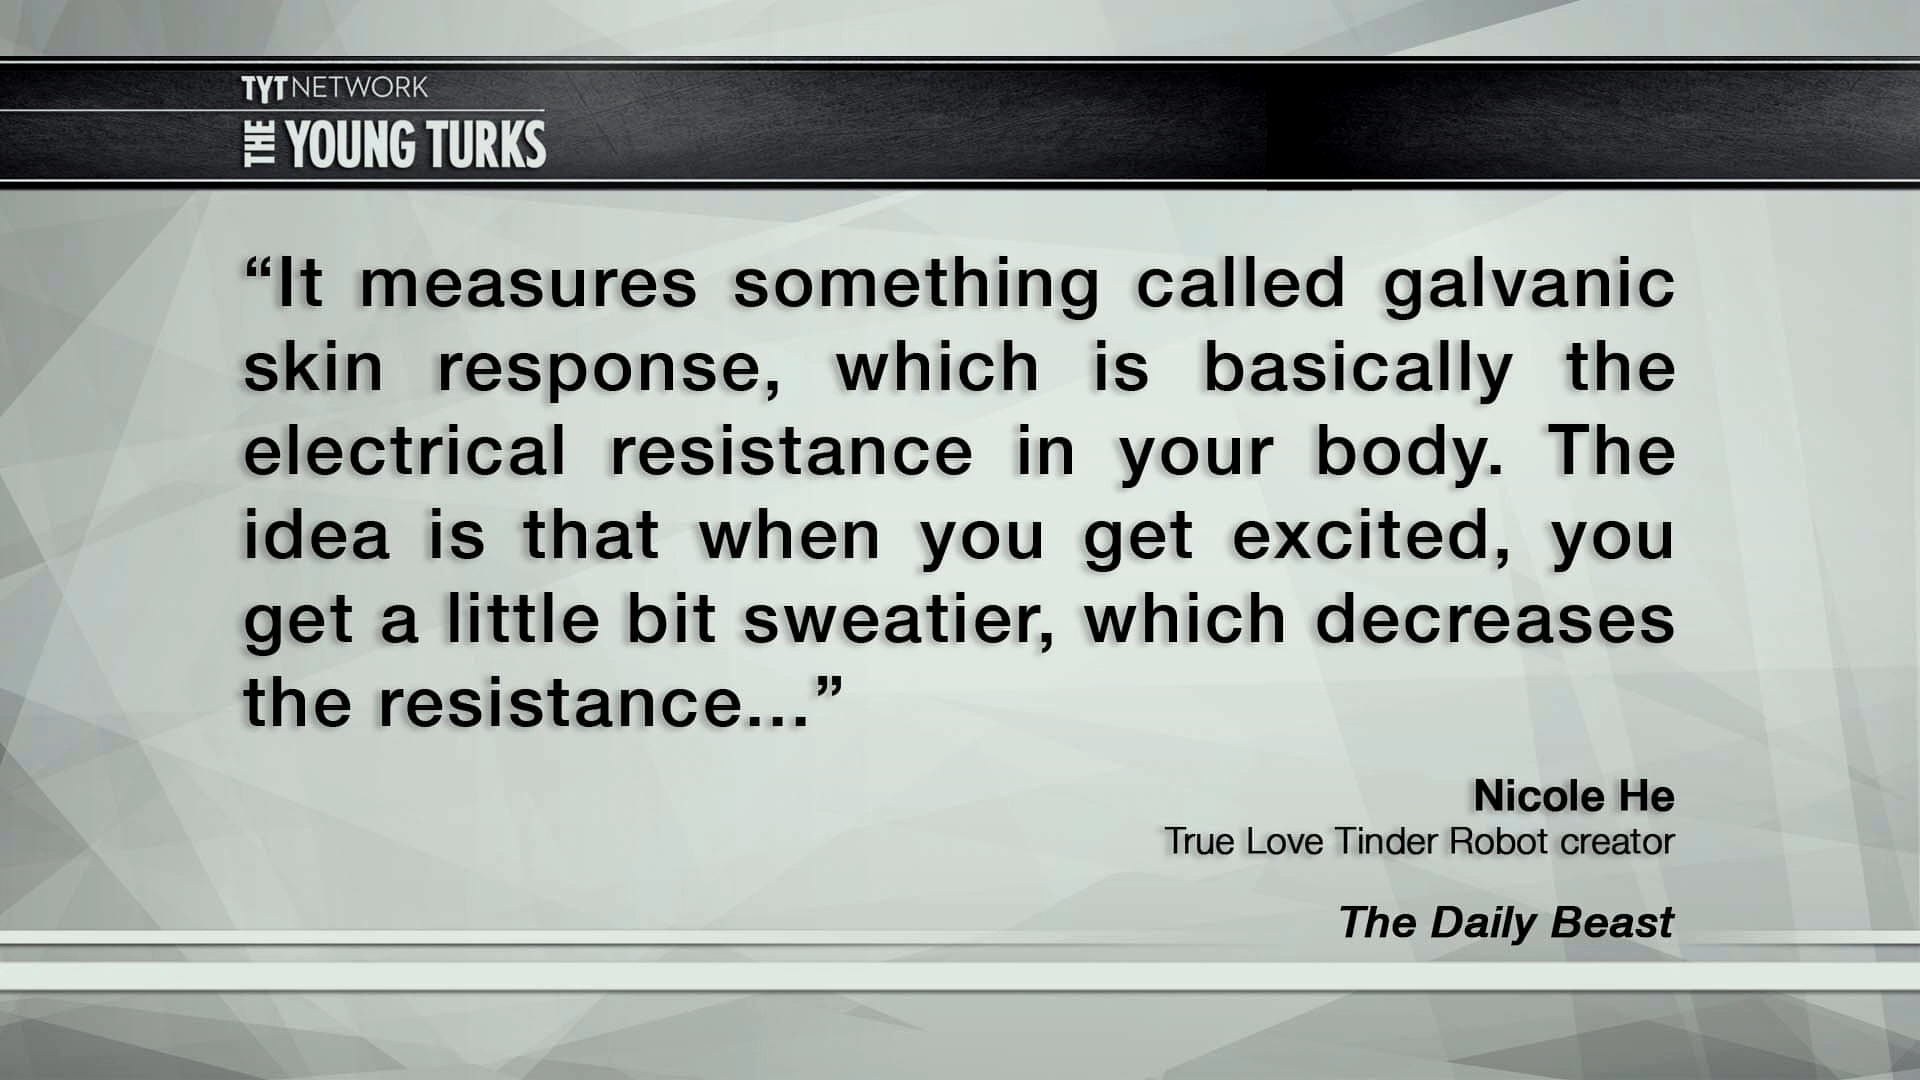 TYT NETWORK
THE YOUNG TURKS
“It measures something called galvanic
skin response, which is basically the
electrical resistance in your body. The
idea is that when you get excited, you
get a little bit sweatier, which decreases
the resistance...”
Nicole He
True Love Tinder Robot creator
The Daily Beast